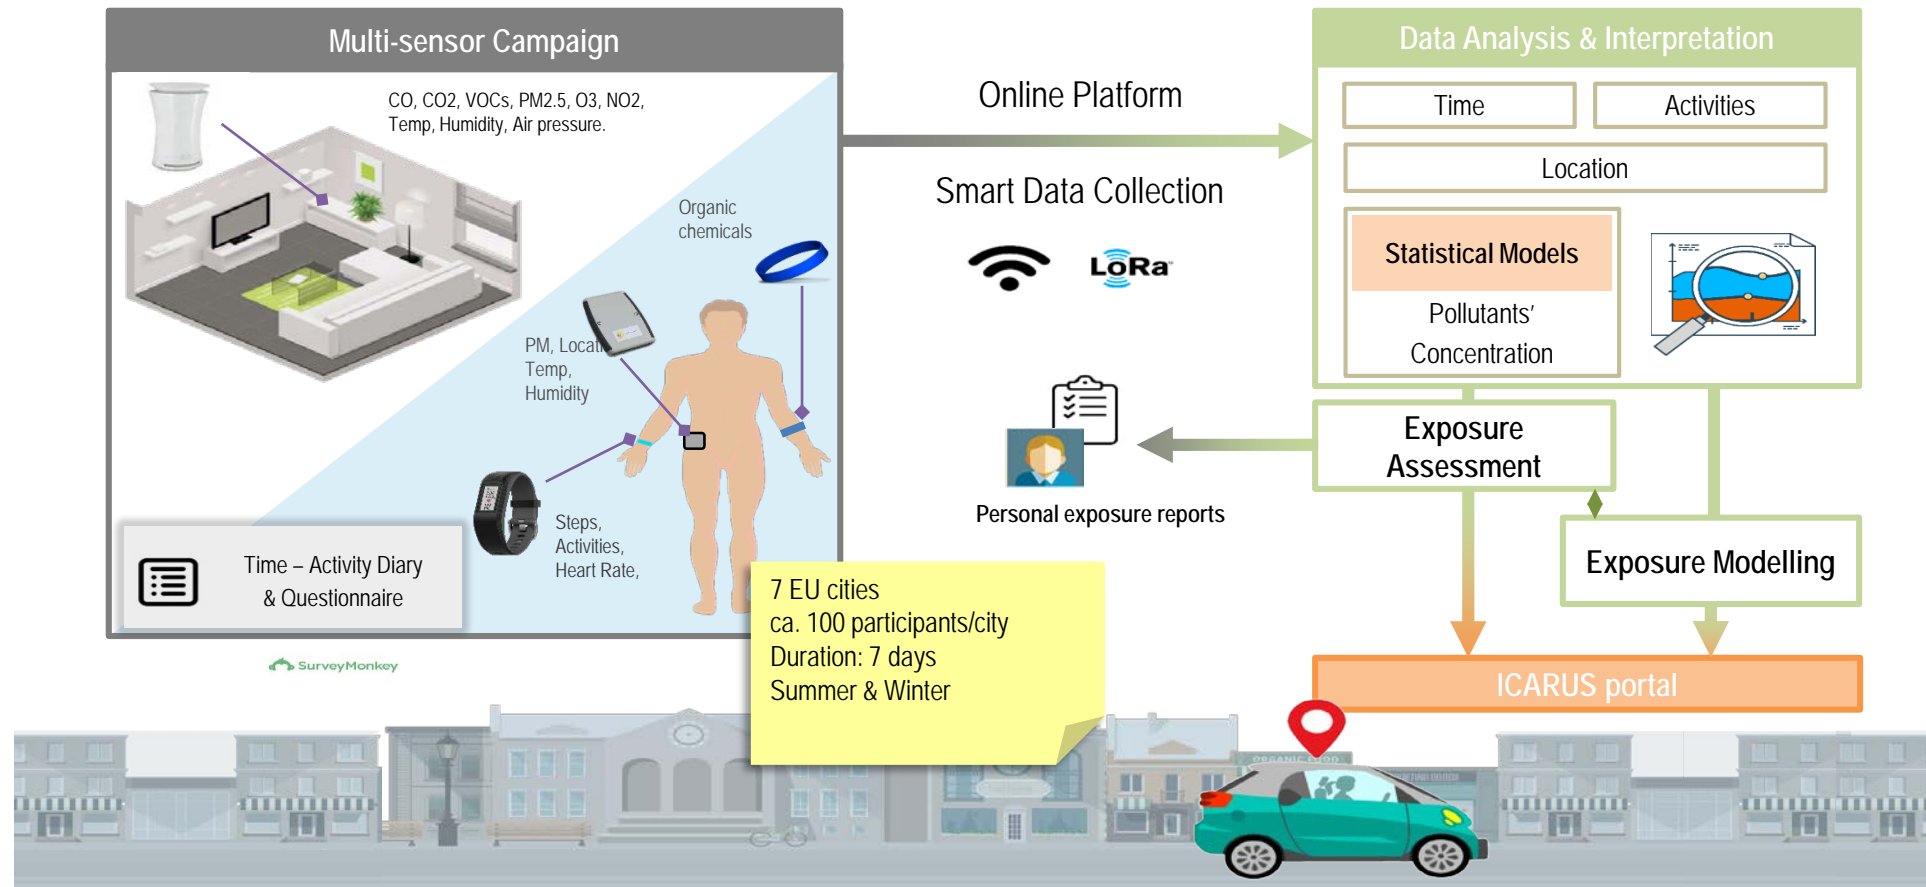 Multi-sensor Campaign
CO, CO2, VOCs, PM2.5, O3, NO2,
Temp, Humidity, Air pressure.
Organic
chemicals
PM, Locati
Temp,
Humidity
Steps,
Activities,
Heart Rate,
Time – Activity Diary
& Questionnaire
SurveyMonkey
Online Platform
Smart Data Collection
LoRa
Personal exposure reports
7 EU cities
ca. 100 participants/city
Duration: 7 days
Summer & Winter
Data Analysis & Interpretation
Time
Activities
Location
Statistical Models
Pollutants’
Concentration
Exposure
Assessment
Exposure Modelling
ICARUS portal
ORGANIC FOOD